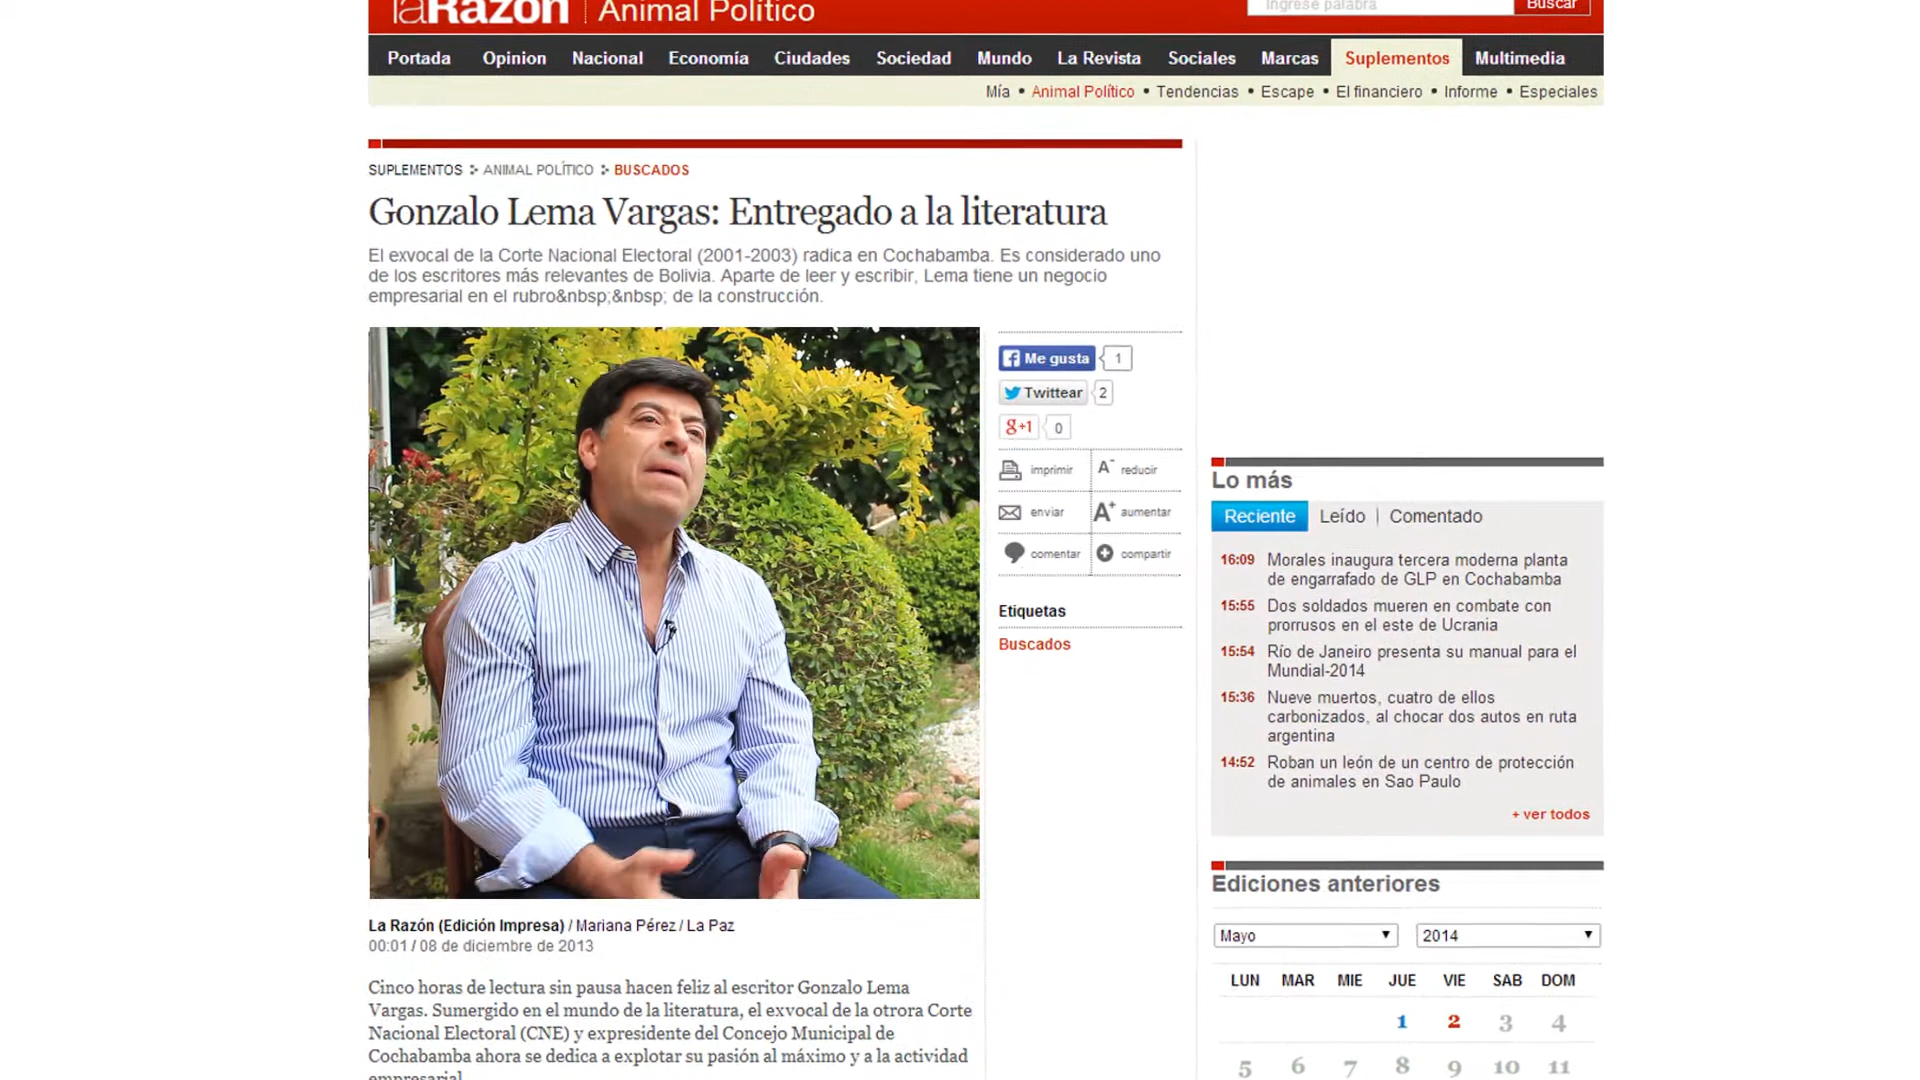 laRazón | Animal Político
Ingrese palabra
Buscar
Portada Opinion Nacional Economía Ciudades Sociedad Mundo La Revista Sociales Marcas Suplementos Multimedia
Mía • Animal Político • Tendencias • Escape • El financiero • Informe • Especiales
SUPLEMENTOS ANIMAL POLÍTICO BUSCADOS
Gonzalo Lema Vargas: Entregado a la literatura
El exvocal de la Corte Nacional Electoral (2001-2003) radica en Cochabamba. Es considerado uno
de los escritores más relevantes de Bolivia. Aparte de leer y escribir, Lema tiene un negocio
empresarial en el rubro&nbsp;&nbsp; de la construcción.
Me gusta 1
Twittear 2
g+1 0
imprimir A- reducir
enviar A+ aumentar
comentar compartir
Etiquetas
Buscados
La Razón (Edición Impresa) / Mariana Pérez / La Paz
00:01 / 08 de diciembre de 2013
Cinco horas de lectura sin pausa hacen feliz al escritor Gonzalo Lema
Vargas. Sumergido en el mundo de la literatura, el exvocal de la otrora Corte
Nacional Electoral (CNE) y expresidente del Concejo Municipal de
Cochabamba ahora se dedica a explotar su pasión al máximo y a la actividad
empresarial.
Lo más
Reciente Leído | Comentado
16:09 Morales inaugura tercera moderna planta
de engarrafado de GLP en Cochabamba
15:55 Dos soldados mueren en combate con
prorrusos en el este de Ucrania
15:54 Río de Janeiro presenta su manual para el
Mundial-2014
15:36 Nueve muertos, cuatro de ellos
carbonizados, al chocar dos autos en ruta
argentina
14:52 Roban un león de un centro de protección
de animales en Sao Paulo
+ ver todos
Ediciones anteriores
Mayo 2014
LUN MAR MIE JUE VIE SAB DOM
1 2 3 4
5 6 7 8 9 10 11